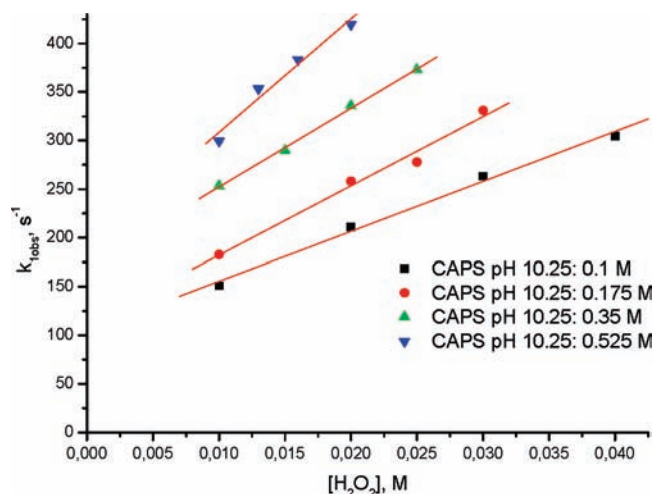 400
350
300
250
200
150
100
50
0
k1obs, s-1
CAPS pH 10.25: 0.1 M
CAPS pH 10.25: 0.175 M
CAPS pH 10.25: 0.35 M
CAPS pH 10.25: 0.525 M
0,000 0,005 0,010 0,015 0,020 0,025 0,030 0,035 0,040
[H2O2], M